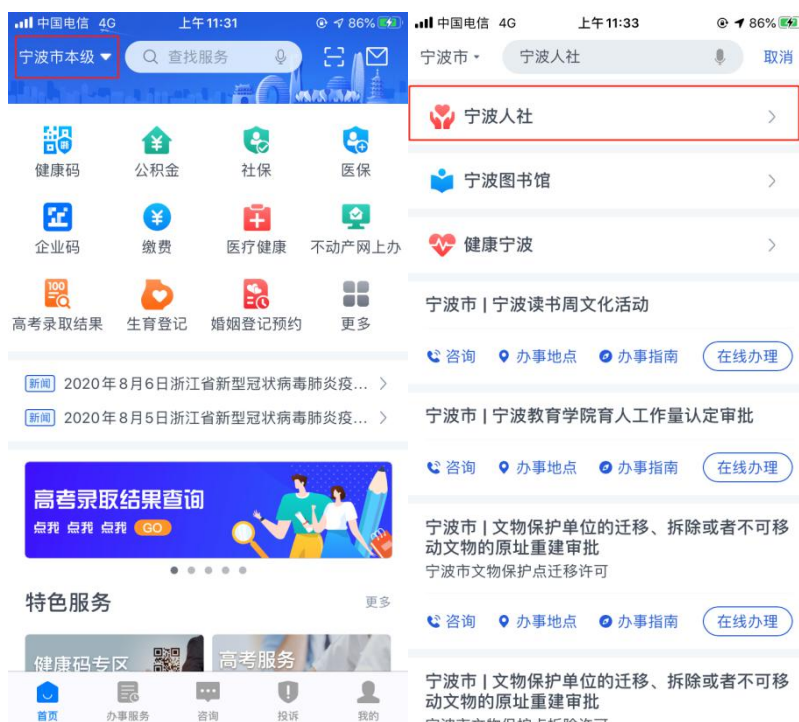 中国电信 4G 上午11:31 86%
宁波市本级 查找服务
健康码 公积金 社保 医保
企业码 缴费 医疗健康 不动产网上办
100
高考录取结果 生育登记 婚姻登记预约 更多
新闻 2020年8月6日浙江省新型冠状病毒肺炎疫...
新闻 2020年8月5日浙江省新型冠状病毒肺炎疫...
高考录取结果查询
点我 点我 点我 GO
特色服务 更多
健康码专区 高考服务
首页 办事服务 咨询 投诉 我的
中国电信 4G 上午11:33 86%
宁波市 宁波人社 取消
宁波人社
宁波图书馆
健康宁波
宁波市 | 宁波读书周文化活动
咨询 办事地点 办事指南 在线办理
宁波市 | 宁波教育学院育人工作量认定审批
咨询 办事地点 办事指南 在线办理
宁波市 | 文物保护单位的迁移、拆除或者不可移
动文物的原址重建审批
宁波市文物保护点迁移许可
咨询 办事地点 办事指南 在线办理
宁波市 | 文物保护单位的迁移、拆除或者不可移
动文物的原址重建审批
宁波市文物保护点拆除许可